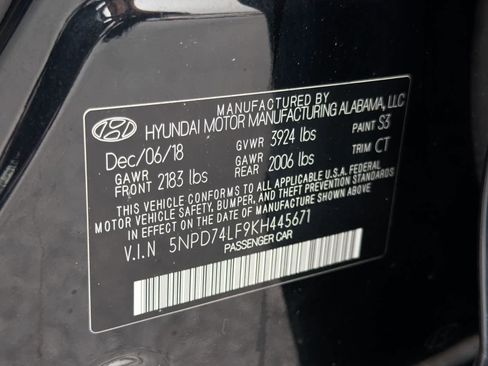 MANUFACTURED BY
HYUNDAI MOTOR MANUFACTURING ALABAMA, LLC
Dec/06/18 GVWR 3924 lbs PAINT S3
GAWR FRONT 2183 lbs GAWR REAR 2006 lbs TRIM CT
THIS VEHICLE CONFORMS TO ALL APPLICABLE U.S.A. FEDERAL
MOTOR VEHICLE SAFETY, BUMPER, AND THEFT PREVENTION STANDARDS
IN EFFECT ON THE DATE OF MANUFACTURE SHOWN ABOVE
V.I.N 5NPD74LF9KH445671
PASSENGER CAR